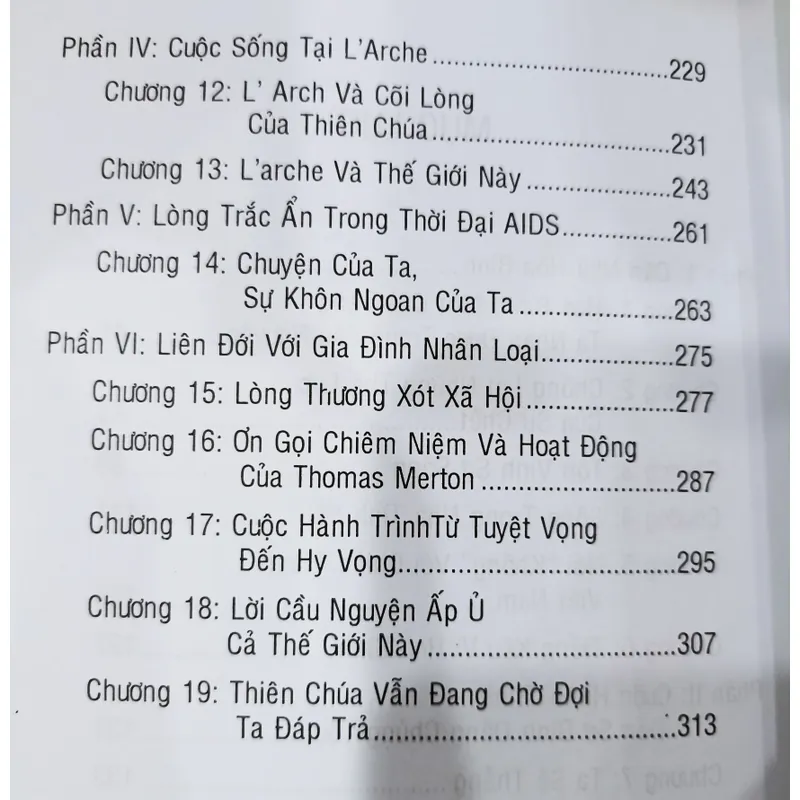 Phần IV: Cuộc Sống Tại L'Arche.......................................229
Chương 12: L' Arch Và Cõi Lòng
Của Thiên Chúa.......................................231
Chương 13: L'arche Và Thế Giới Này.......................243
Phần V: Lòng Trắc Ẩn Trong Thời Đại AIDS.................261
Chương 14: Chuyện Của Ta,
Sự Khôn Ngoan Của Ta.........................263
Phần VI: Liên Đới Với Gia Đình Nhân Loại....................275
Chương 15: Lòng Thương Xót Xã Hội.......................277
Chương 16: Ơn Gọi Chiêm Niệm Và Hoạt Động
Của Thomas Merton.............................287
Chương 17: Cuộc Hành TrìnhTừ Tuyệt Vọng
Đến Hy Vọng.........................................295
Chương 18: Lời Cầu Nguyện Ấp Ủ
Cả Thế Giới Này.....................................307
Chương 19: Thiên Chúa Vẫn Đang Chờ Đợi
Ta Đáp Trả.............................................313